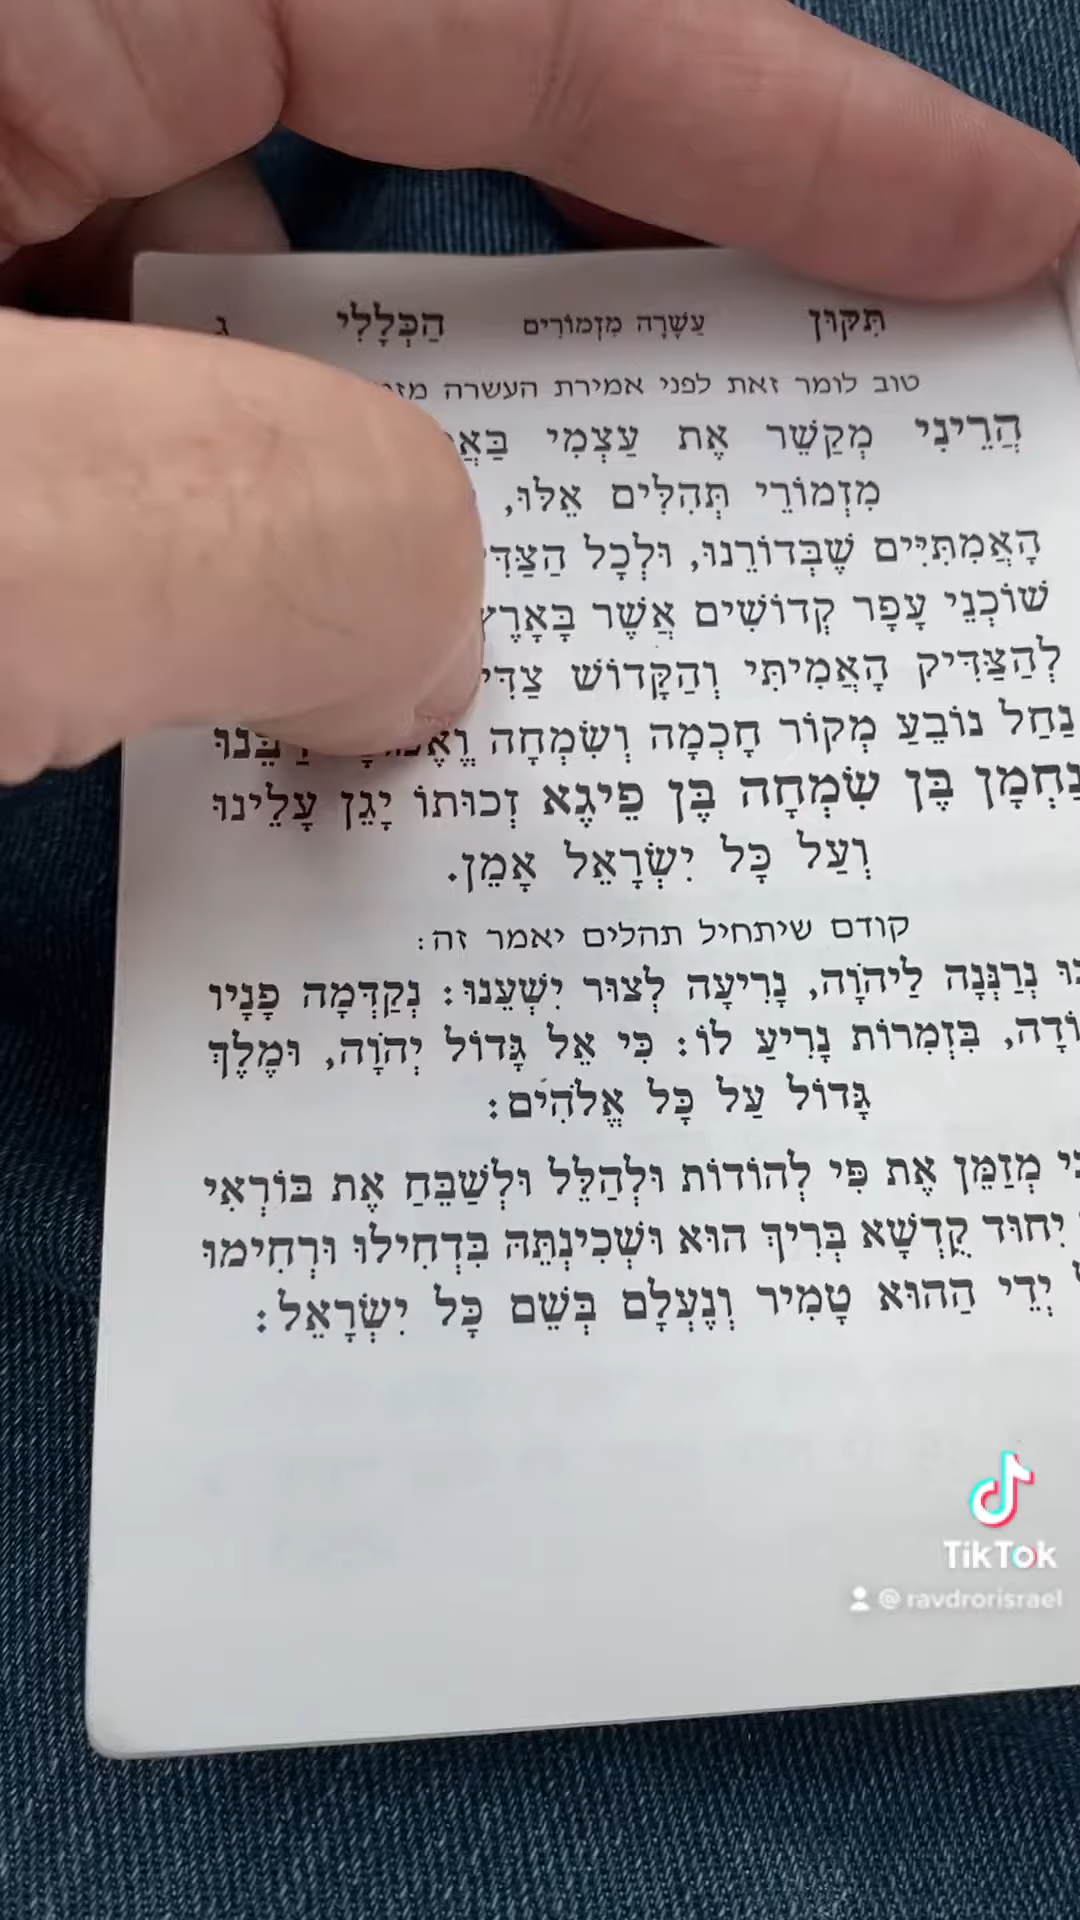 תִּקּוּן עֲשָׂרָה מִזְמוֹרִים הַכְּלָלִי ג
טוב לומר זאת לפני אמירת העשרה
הֲרֵינִי מְקַשֵּׁר אֶת עַצְמִי
מִזְמוֹרֵי תְּהִלִּים אֵלּוּ,
הָאֲמִתִּיִּים שֶׁבְּדוֹרֵנוּ, וּלְכָל
שׁוֹכְנֵי עָפָר קְדוֹשִׁים אֲשֶׁר בָּאָרֶץ
לְהַצַּדִּיק הָאֲמִיתִּי וְהַקָּדוֹשׁ
נַחַל נוֹבֵעַ מְקוֹר חָכְמָה וְשִׂמְחָה
נַחְמָן בֶּן שִׂמְחָה בֶּן פֵיגֶא זְכוּתוֹ יָגֵן עָלֵינוּ
וְעַל כָּל יִשְׂרָאֵל אָמֵן.
קודם שיתחיל תהלים יאמר זה:
נְרַנְּנָה לַיהֹוָה, נָרִיעָה לְצוּר יִשְׁעֵנוּ: נְקַדְּמָה פָנָיו
בִּזְמִרוֹת נָרִיעַ לוֹ: כִּי אֵל גָּדוֹל יְהֹוָה, וּמֶלֶךְ
גָּדוֹל עַל כָּל אֱלֹהִים:
מְזַמֵּן אֶת פִּי לְהוֹדוֹת וּלְהַלֵּל וּלְשַׁבֵּחַ אֶת בּוֹרְאִי
יִחוּד קֻדְשָׁא בְּרִיךְ הוּא וּשְׁכִינְתֵּהּ בִּדְחִילוּ וּרְחִימוּ
יְדֵי הַהוּא טָמִיר וְנֶעְלָם בְּשֵׁם כָּל יִשְׂרָאֵל:
TikTok
@ravdrorisrael